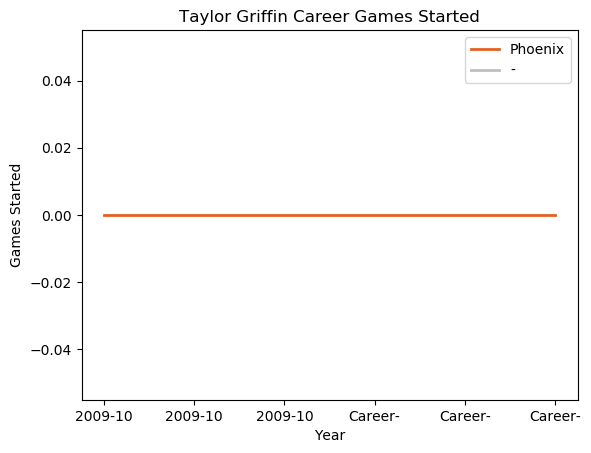 Taylor Griffin Career Games Started
Phoenix
-
0.04
0.02
0.00
−0.02
−0.04
Games Started
2009-10 2009-10 2009-10 Career- Career- Career-
Year